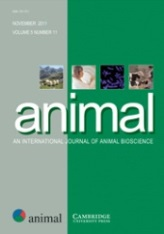 NOVEMBER 2011
VOLUME 5 NUMBER 11
animal
AN INTERNATIONAL JOURNAL OF ANIMAL BIOSCIENCE
animal
CAMBRIDGE
UNIVERSITY PRESS